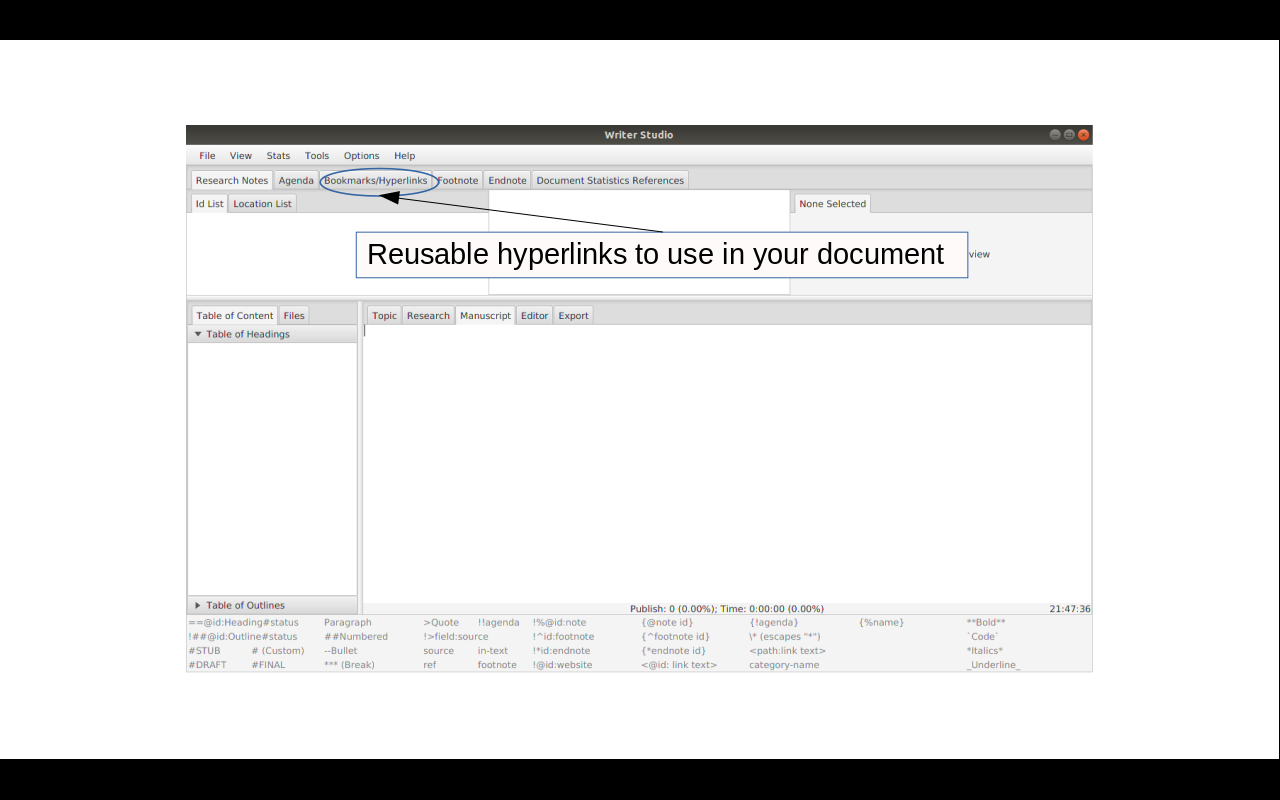 Writer Studio
File View Stats Tools Options Help
Research Notes Agenda Bookmarks/Hyperlinks Footnote Endnote Document Statistics References
Id List Location List None Selected
Reusable hyperlinks to use in your document view
Table of Content Files Topic Research Manuscript Editor Export
Table of Headings
Table of Outlines
Publish: 0 (0.00%); Time: 0:00:00 (0.00%) 21:47:36
==@id:Heading#status Paragraph >Quote !!agenda !%@id:note {@note id} {!agenda} {%name} **Bold**
!##@id:Outline#status ##Numbered !>field:source !^id:footnote {^footnote id} \* (escapes "*") `Code`
#STUB # (Custom) --Bullet source in-text !*id:endnote {*endnote id} <path:link text> *Italics*
#DRAFT #FINAL *** (Break) ref footnote !@id:website <@id: link text> category-name _Underline_